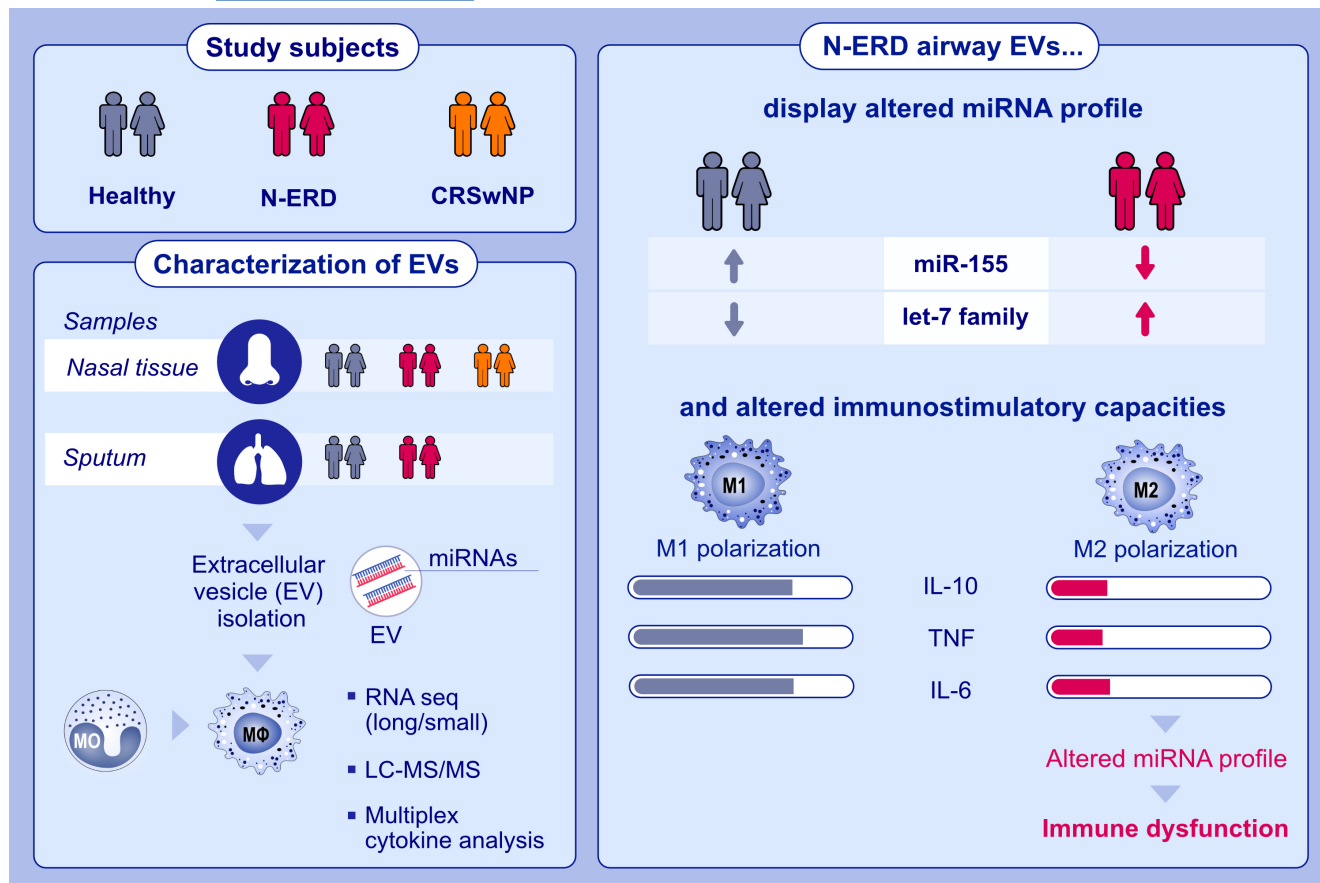 Study subjects
Healthy
N-ERD
CRSwNP
Characterization of EVs
Samples
Nasal tissue
Sputum
Extracellular
vesicle (EV)
isolation
miRNAs
EV
MO
MΦ
▪ RNA seq
(long/small)
▪ LC-MS/MS
▪ Multiplex
cytokine analysis
N-ERD airway EVs...
display altered miRNA profile
miR-155
let-7 family
and altered immunostimulatory capacities
M1
M2
M1 polarization
M2 polarization
IL-10
TNF
IL-6
Altered miRNA profile
Immune dysfunction